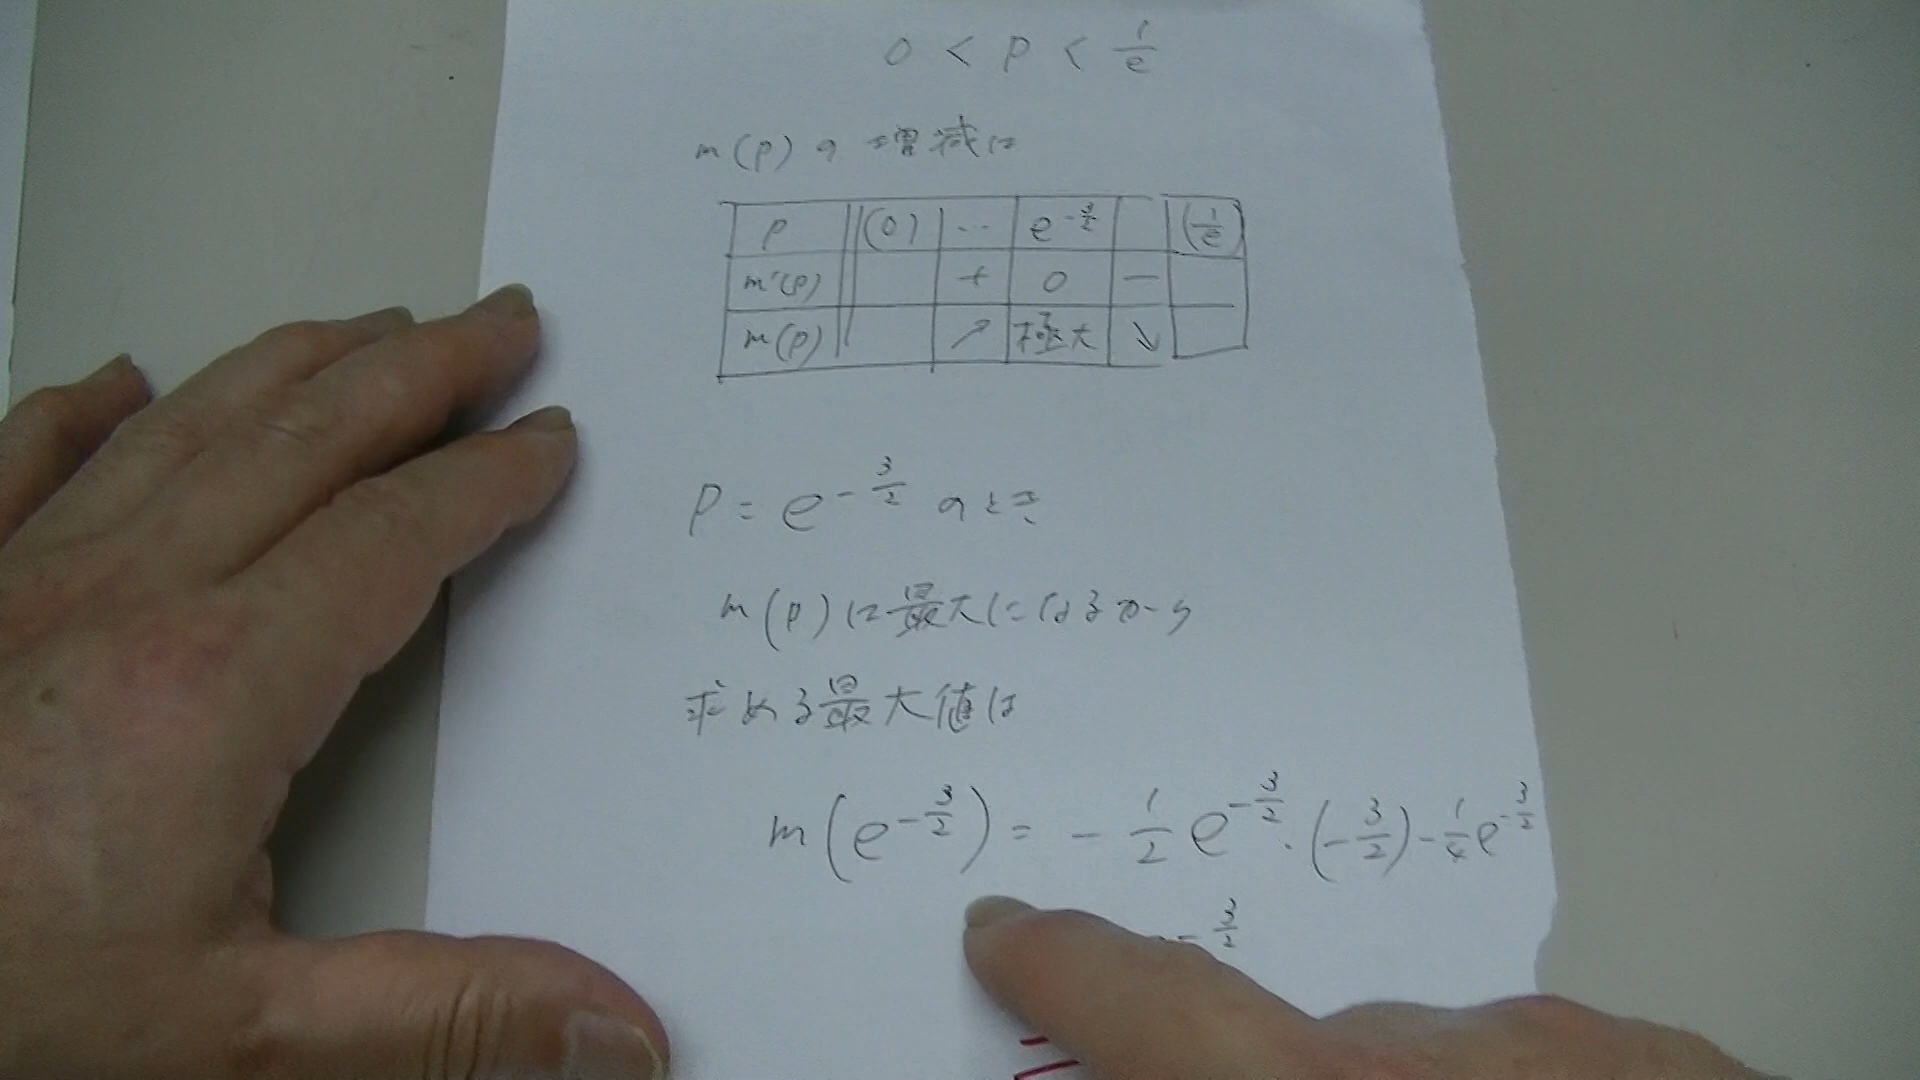 0 < p < 1/e
m(p)の増減は
p (0) … e^{-3/2} (1/e)
m'(p) + 0 −
m(p) ↗ 極大 ↘
p = e^{-3/2} のとき
m(p)は最大になるから
求める最大値は
m(e^{-3/2}) = -1/2 e^{-3/2}・(-3/2) - 1/4 e^{-3/2}
-3/2